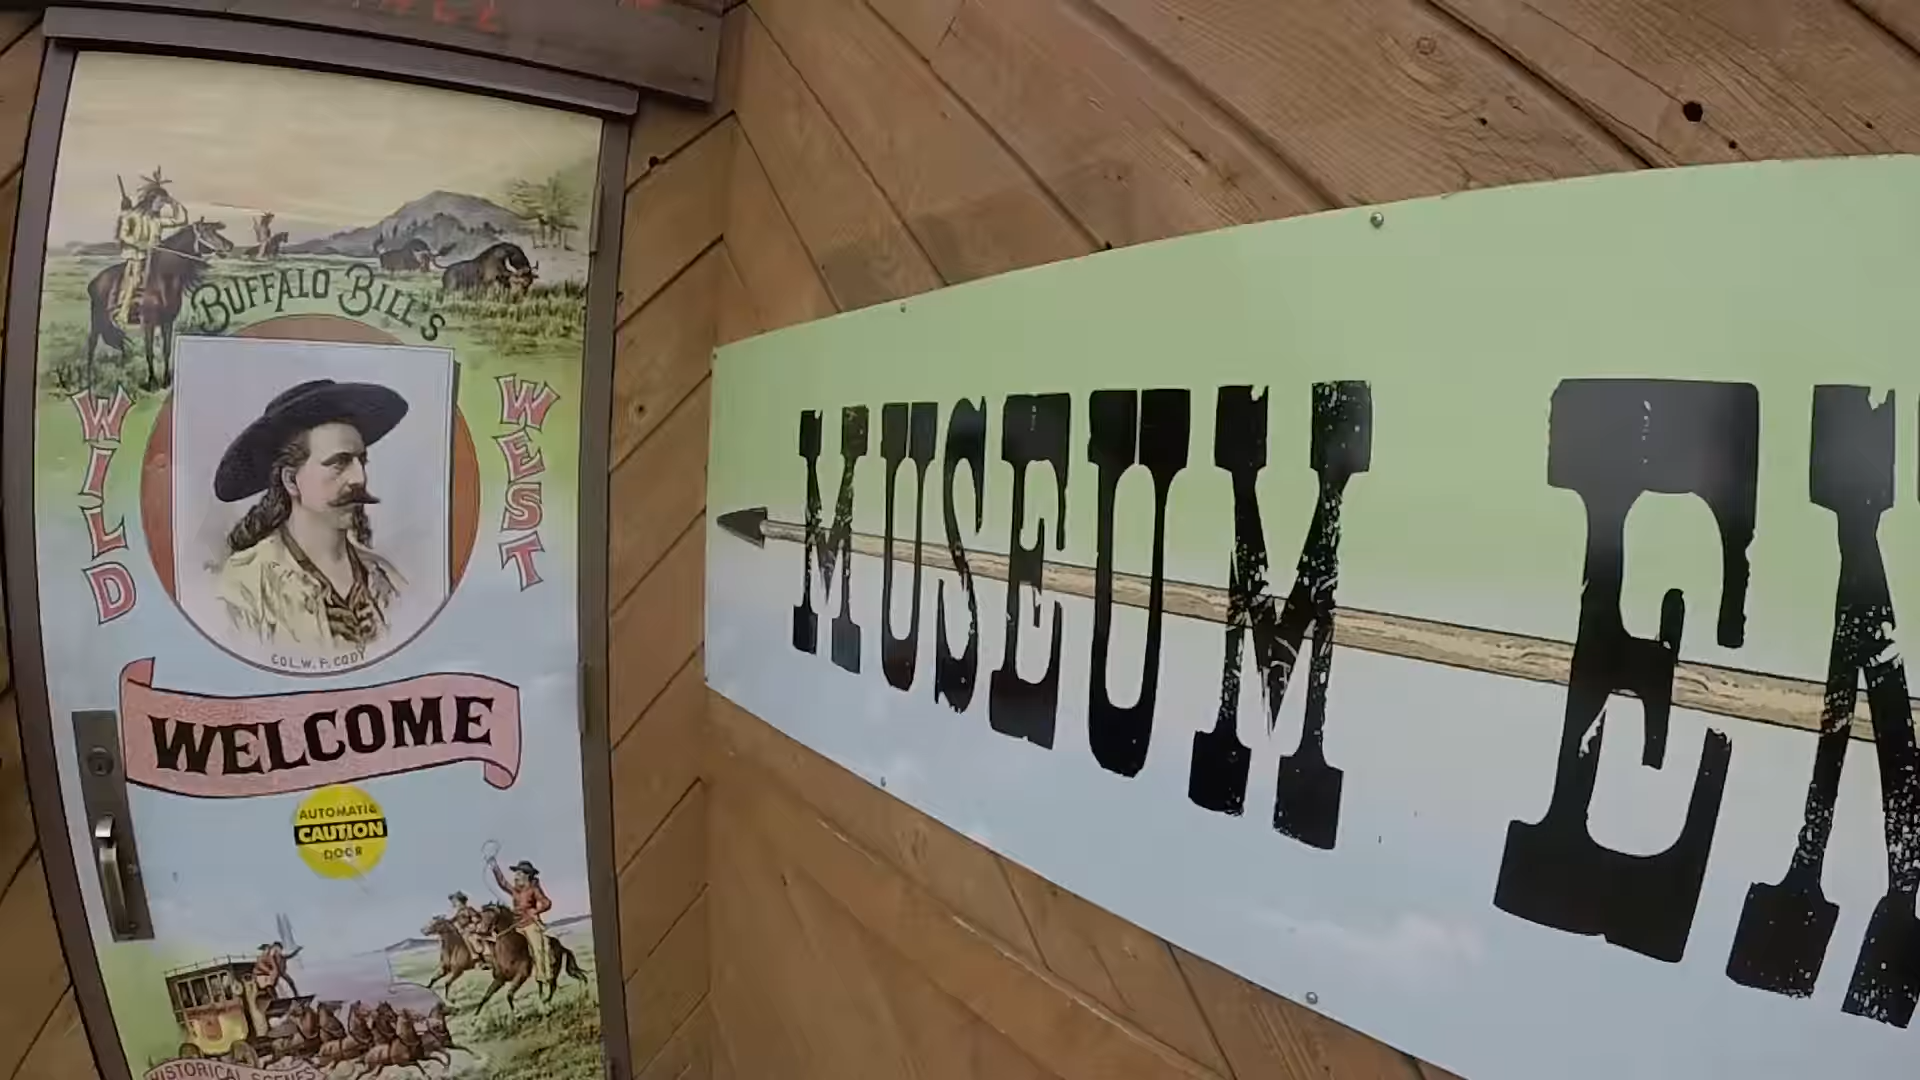 BUFFALO BILL'S
WILD
WEST
COL. W. F. CODY
WELCOME
AUTOMATIC
CAUTION
DOOR
HISTORICAL SCENES
MUSEUM